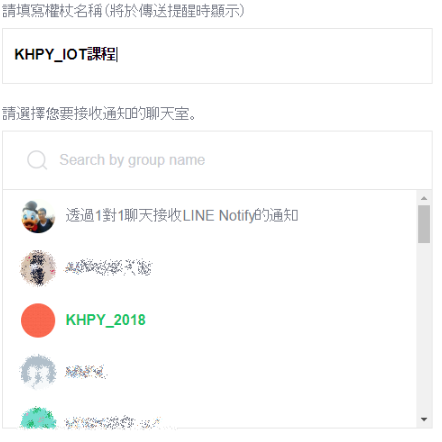 請填寫權杖名稱(將於傳送提醒時顯示)
KHPY_IOT課程
請選擇您要接收通知的聊天室。
Search by group name
透過1對1聊天接收LINE Notify的通知
KHPY_2018